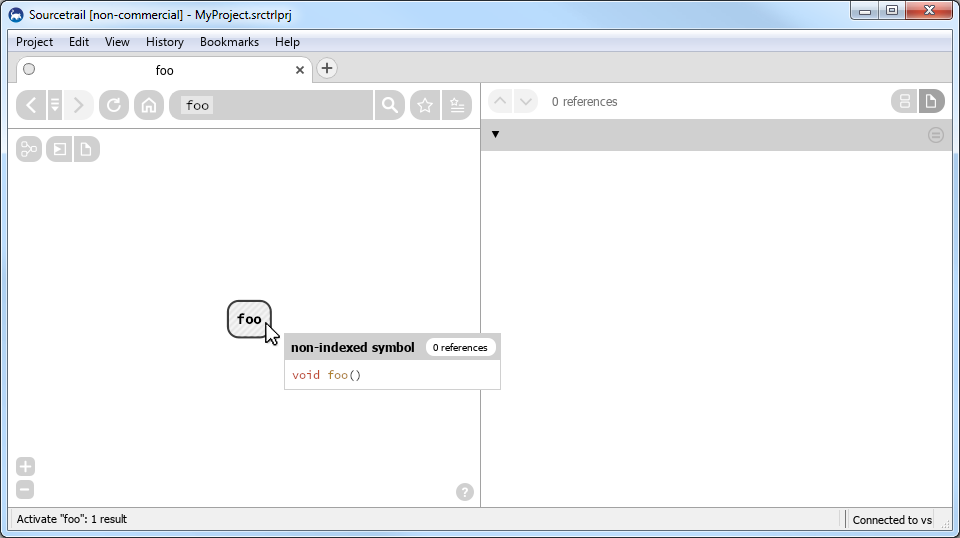 Sourcetrail [non-commercial] - MyProject.srctrlprj
Project Edit View History Bookmarks Help
foo
foo
0 references
foo
non-indexed symbol 0 references
void foo()
?
Activate "foo": 1 result
Connected to vs